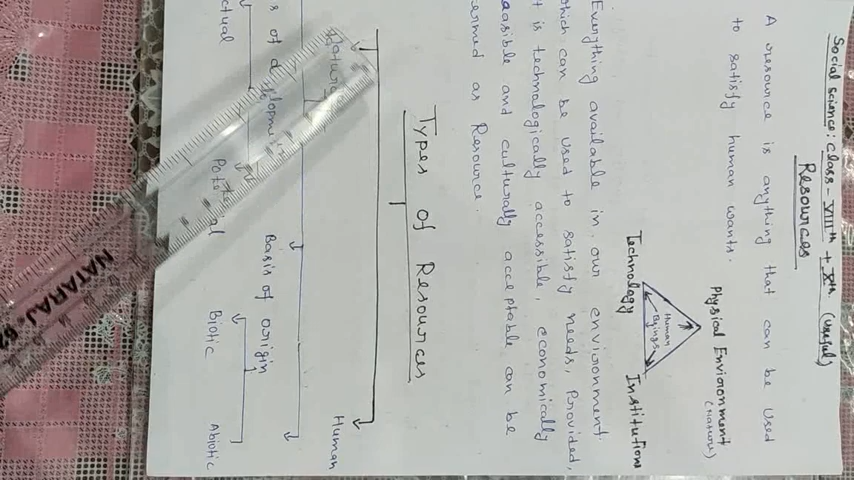 Social science: Class - VIIIth + Xth. (useful)
Resources
A resource is anything that can be used
to satisfy human wants.
Physical Environment
(Nature)
Human
Beings
Technology Institutions
Everything available in our environment
which can be used to satisfy needs, Provided,
it is technologically accessible, economically
feasible and culturally acceptable can be
termed as Resource.
Types of Resources
Natural Human
Basis of origin
Potential Biotic Abiotic
NATARAJ